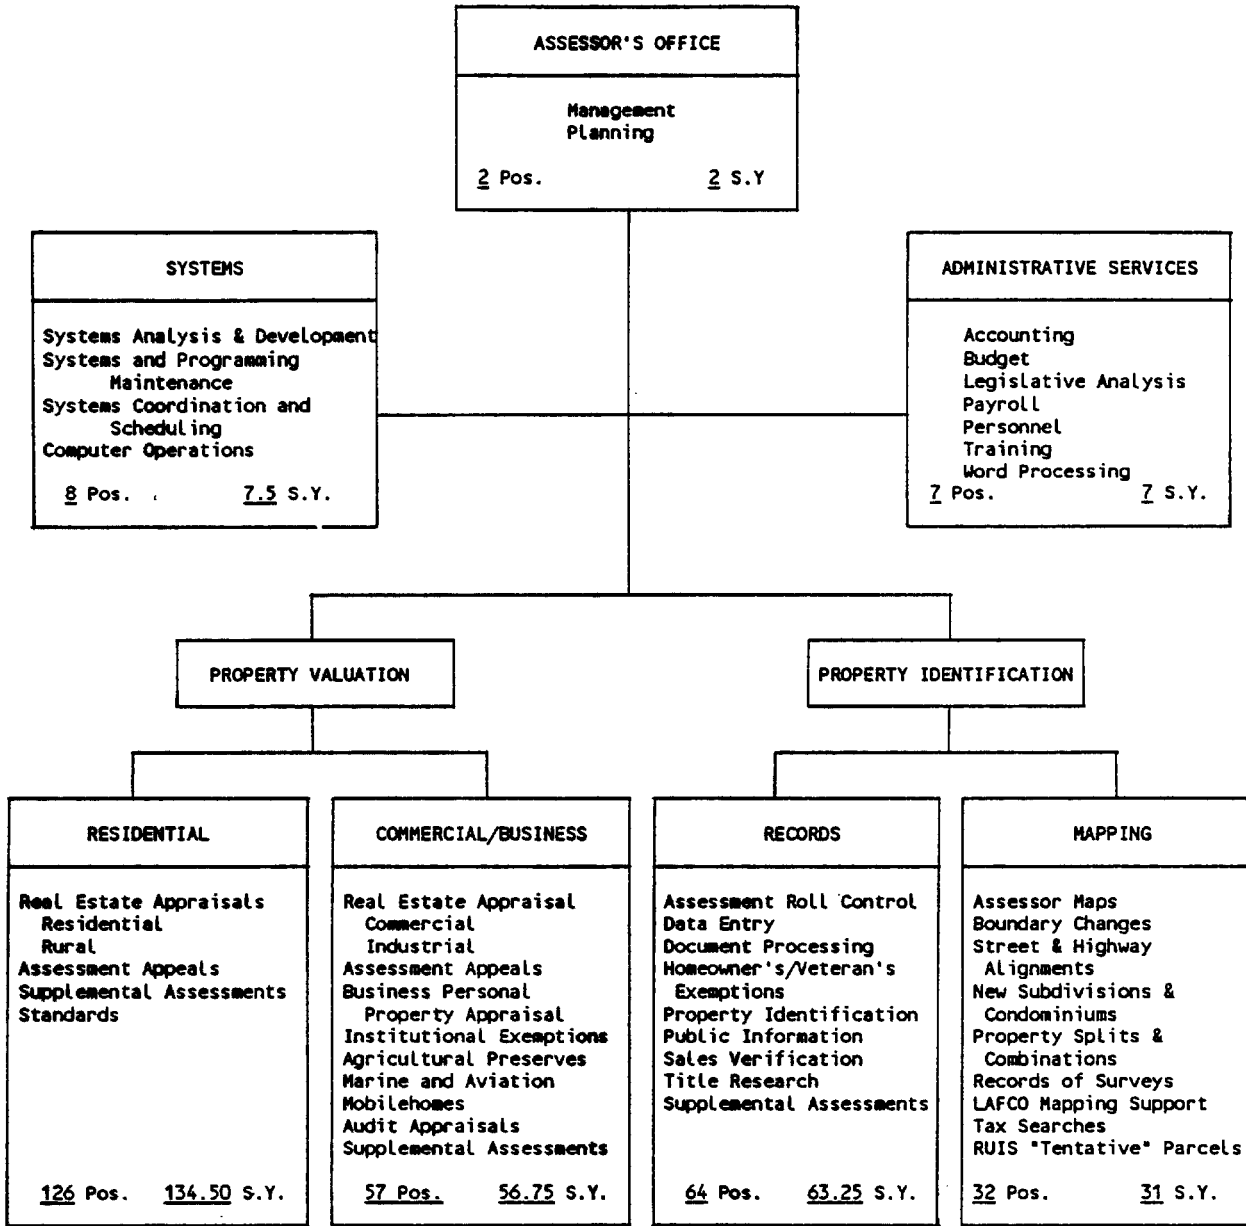 ASSESSOR'S OFFICE
Management
Planning
2 Pos. 2 S.Y
SYSTEMS
Systems Analysis & Development
Systems and Programming
Maintenance
Systems Coordination and
Scheduling
Computer Operations
8 Pos. 7.5 S.Y.
ADMINISTRATIVE SERVICES
Accounting
Budget
Legislative Analysis
Payroll
Personnel
Training
Word Processing
7 Pos. 7 S.Y.
PROPERTY VALUATION
PROPERTY IDENTIFICATION
RESIDENTIAL
Real Estate Appraisals
Residential
Rural
Assessment Appeals
Supplemental Assessments
Standards
126 Pos. 134.50 S.Y.
COMMERCIAL/BUSINESS
Real Estate Appraisal
Commercial
Industrial
Assessment Appeals
Business Personal
Property Appraisal
Institutional Exemptions
Agricultural Preserves
Marine and Aviation
Mobilehomes
Audit Appraisals
Supplemental Assessments
57 Pos. 56.75 S.Y.
RECORDS
Assessment Roll Control
Data Entry
Document Processing
Homeowner's/Veteran's
Exemptions
Property Identification
Public Information
Sales Verification
Title Research
Supplemental Assessments
64 Pos. 63.25 S.Y.
MAPPING
Assessor Maps
Boundary Changes
Street & Highway
Alignments
New Subdivisions &
Condominiums
Property Splits &
Combinations
Records of Surveys
LAFCO Mapping Support
Tax Searches
RUIS "Tentative" Parcels
32 Pos. 31 S.Y.